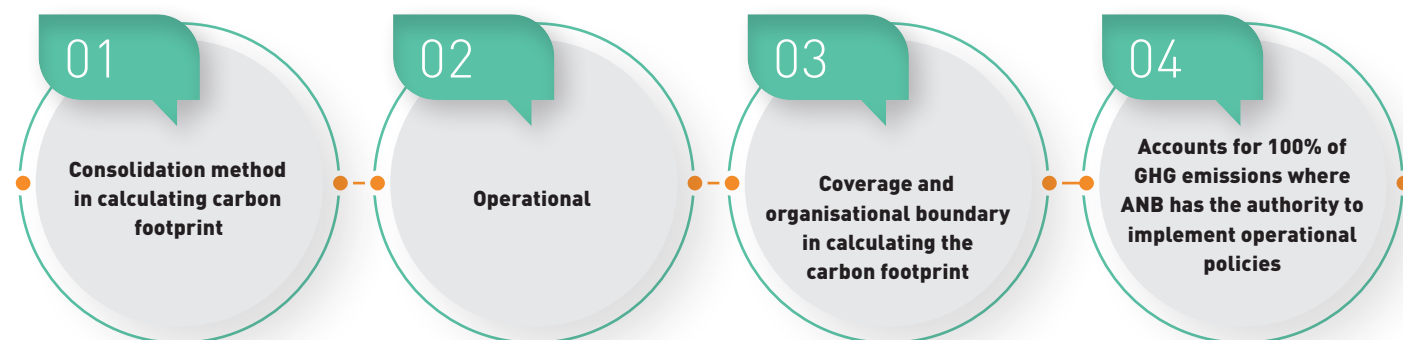 01
Consolidation method
in calculating carbon
footprint
02
Operational
03
Coverage and
organisational boundary
in calculating the
carbon footprint
04
Accounts for 100% of
GHG emissions where
ANB has the authority to
implement operational
policies